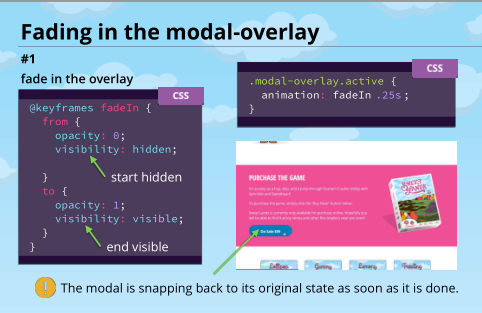 Fading in the modal-overlay
#1
fade in the overlay
CSS
@keyframes fadeIn {
from {
opacity: 0;
visibility: hidden;
start hidden
}
to {
opacity: 1;
visibility: visible;
end visible
}
}
CSS
.modal-overlay.active {
animation: fadeIn .25s;
}
PURCHASE THE GAME
The modal is snapping back to its original state as soon as it is done.